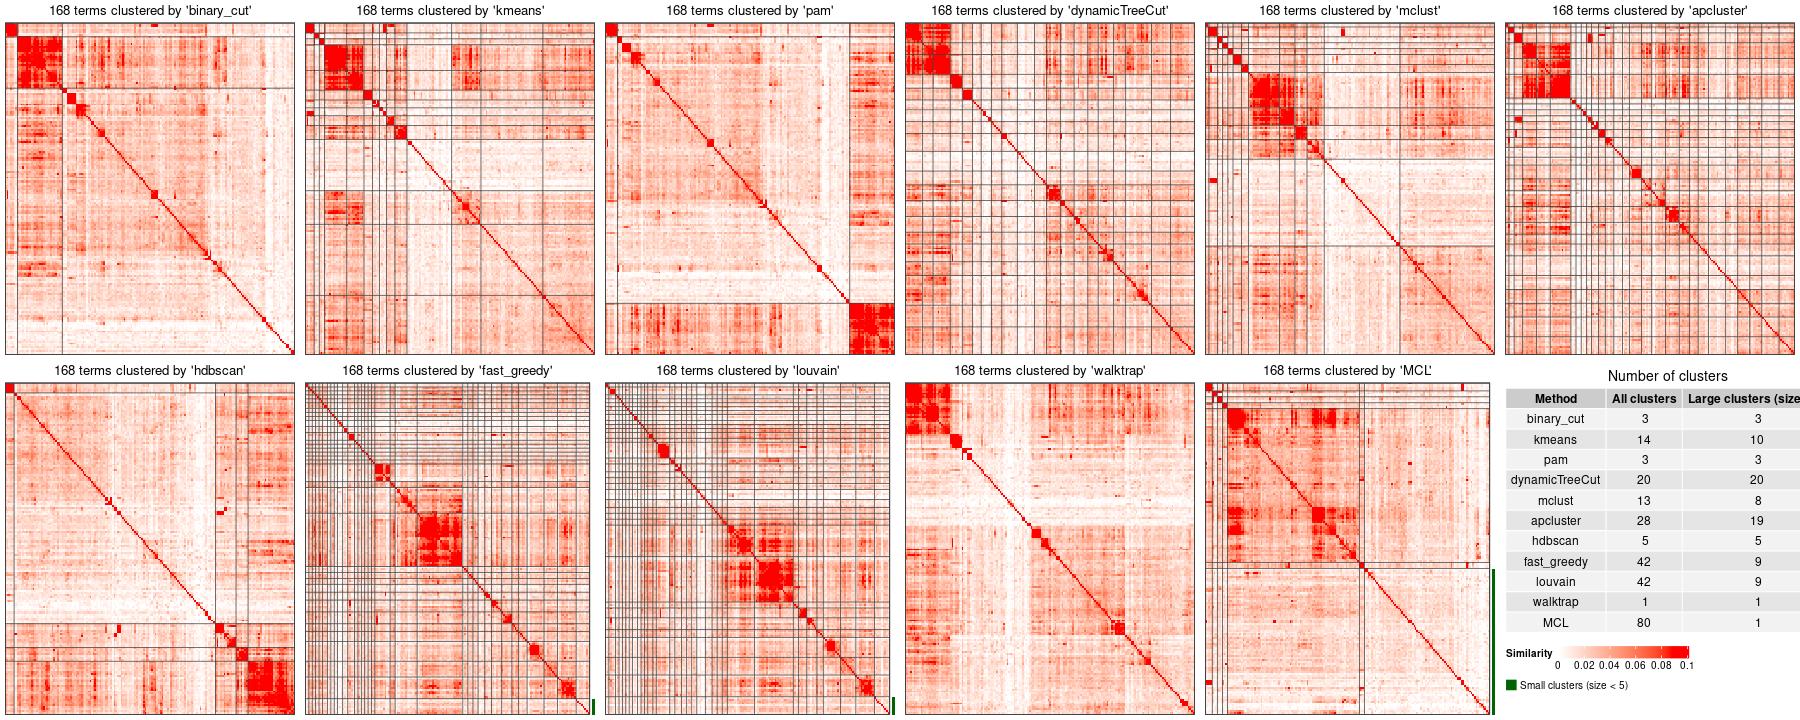 168 terms clustered by 'binary_cut'
168 terms clustered by 'kmeans'
168 terms clustered by 'pam'
168 terms clustered by 'dynamicTreeCut'
168 terms clustered by 'mclust'
168 terms clustered by 'apcluster'
168 terms clustered by 'hdbscan'
168 terms clustered by 'fast_greedy'
168 terms clustered by 'louvain'
168 terms clustered by 'walktrap'
168 terms clustered by 'MCL'
Number of clusters
Method All clusters Large clusters (size
binary_cut 3 3
kmeans 14 10
pam 3 3
dynamicTreeCut 20 20
mclust 13 8
apcluster 28 19
hdbscan 5 5
fast_greedy 42 9
louvain 42 9
walktrap 1 1
MCL 80 1
Similarity
0 0.02 0.04 0.06 0.08 0.1
Small clusters (size < 5)